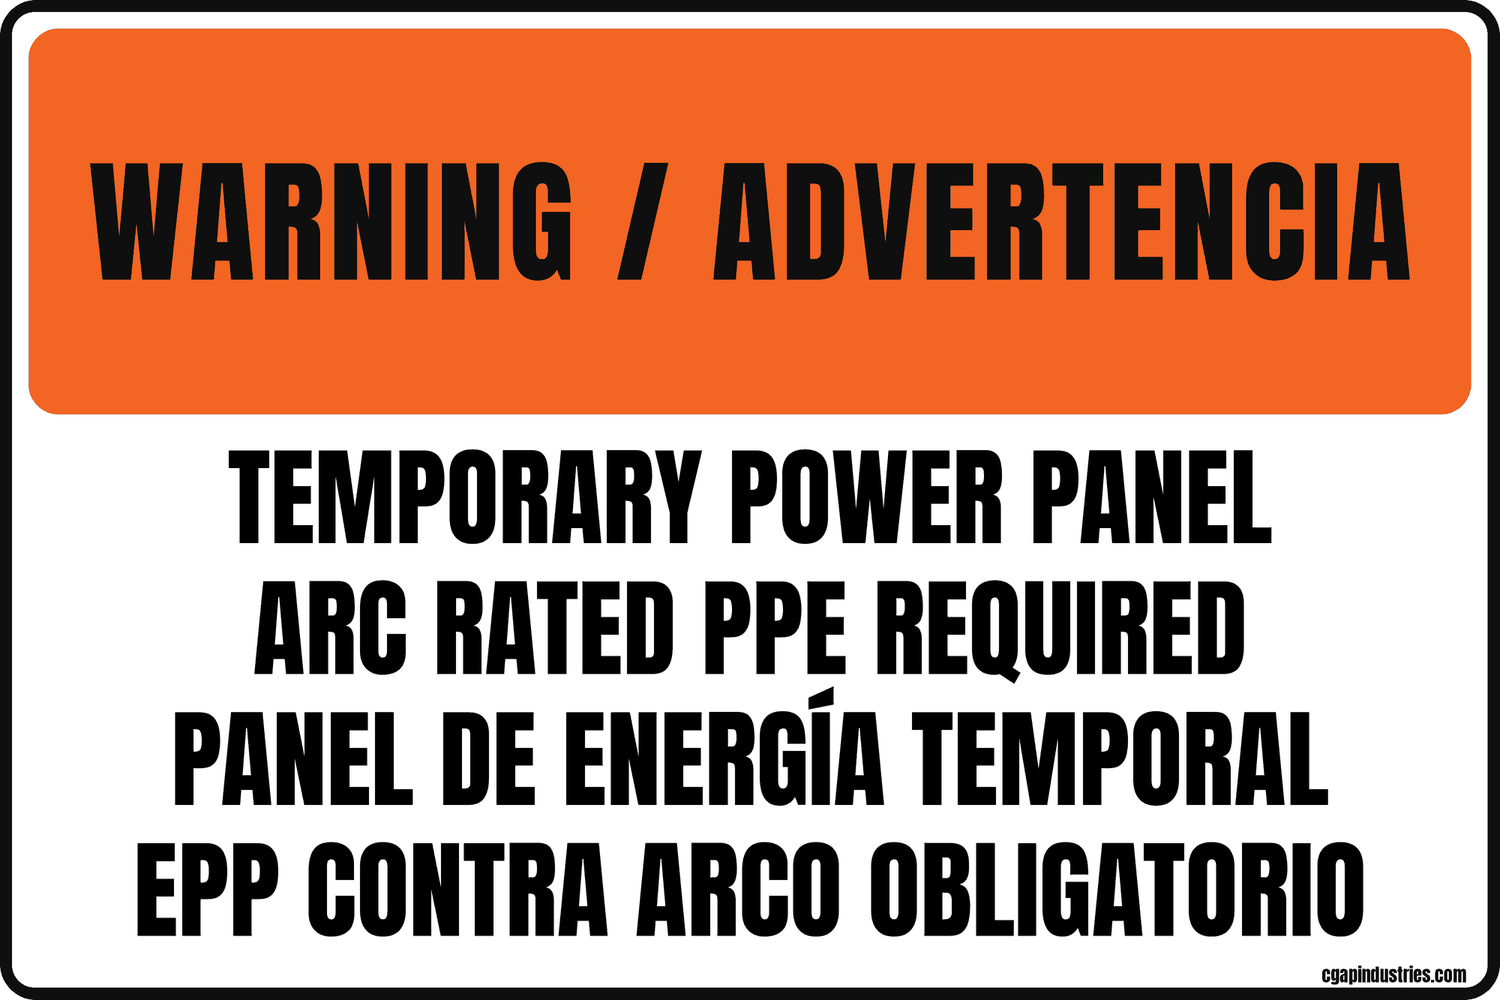 WARNING / ADVERTENCIA
TEMPORARY POWER PANEL
ARC RATED PPE REQUIRED
PANEL DE ENERGÍA TEMPORAL
EPP CONTRA ARCO OBLIGATORIO
cgapindustries.com